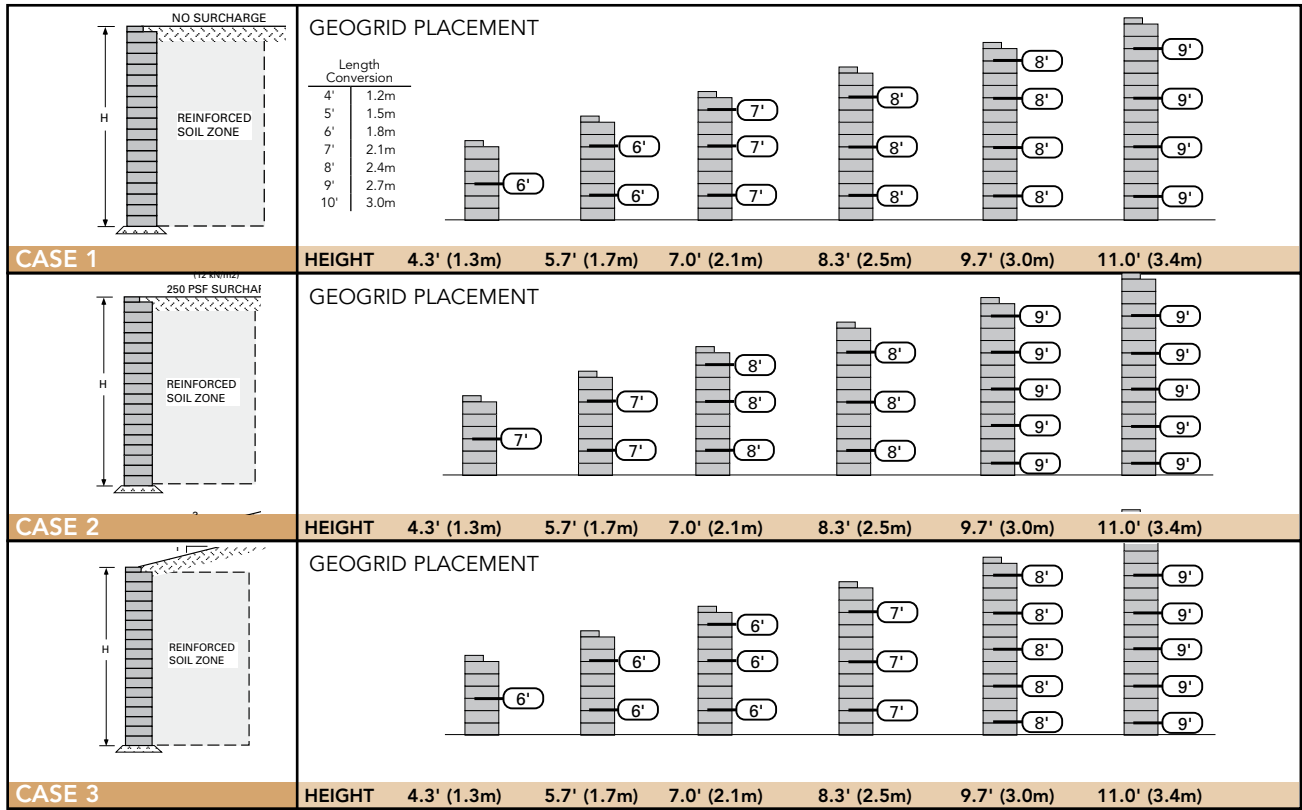 NO SURCHARGE
H
REINFORCED
SOIL ZONE
CASE 1
GEOGRID PLACEMENT
Length
Conversion
4' 1.2m
5' 1.5m
6' 1.8m
7' 2.1m
8' 2.4m
9' 2.7m
10' 3.0m
6'
6'
6'
7'
7'
7'
8'
8'
8'
8'
8'
8'
8'
9'
9'
9'
9'
HEIGHT 4.3' (1.3m) 5.7' (1.7m) 7.0' (2.1m) 8.3' (2.5m) 9.7' (3.0m) 11.0' (3.4m)
(12 kN/m2)
250 PSF SURCHAR
H
REINFORCED
SOIL ZONE
CASE 2
GEOGRID PLACEMENT
7'
7'
7'
8'
8'
8'
8'
8'
8'
9'
9'
9'
9'
9'
9'
9'
9'
9'
9'
HEIGHT 4.3' (1.3m) 5.7' (1.7m) 7.0' (2.1m) 8.3' (2.5m) 9.7' (3.0m) 11.0' (3.4m)
H
REINFORCED
SOIL ZONE
CASE 3
GEOGRID PLACEMENT
6'
6'
6'
6'
6'
6'
7'
7'
7'
8'
8'
8'
8'
8'
9'
9'
9'
9'
9'
HEIGHT 4.3' (1.3m) 5.7' (1.7m) 7.0' (2.1m) 8.3' (2.5m) 9.7' (3.0m) 11.0' (3.4m)